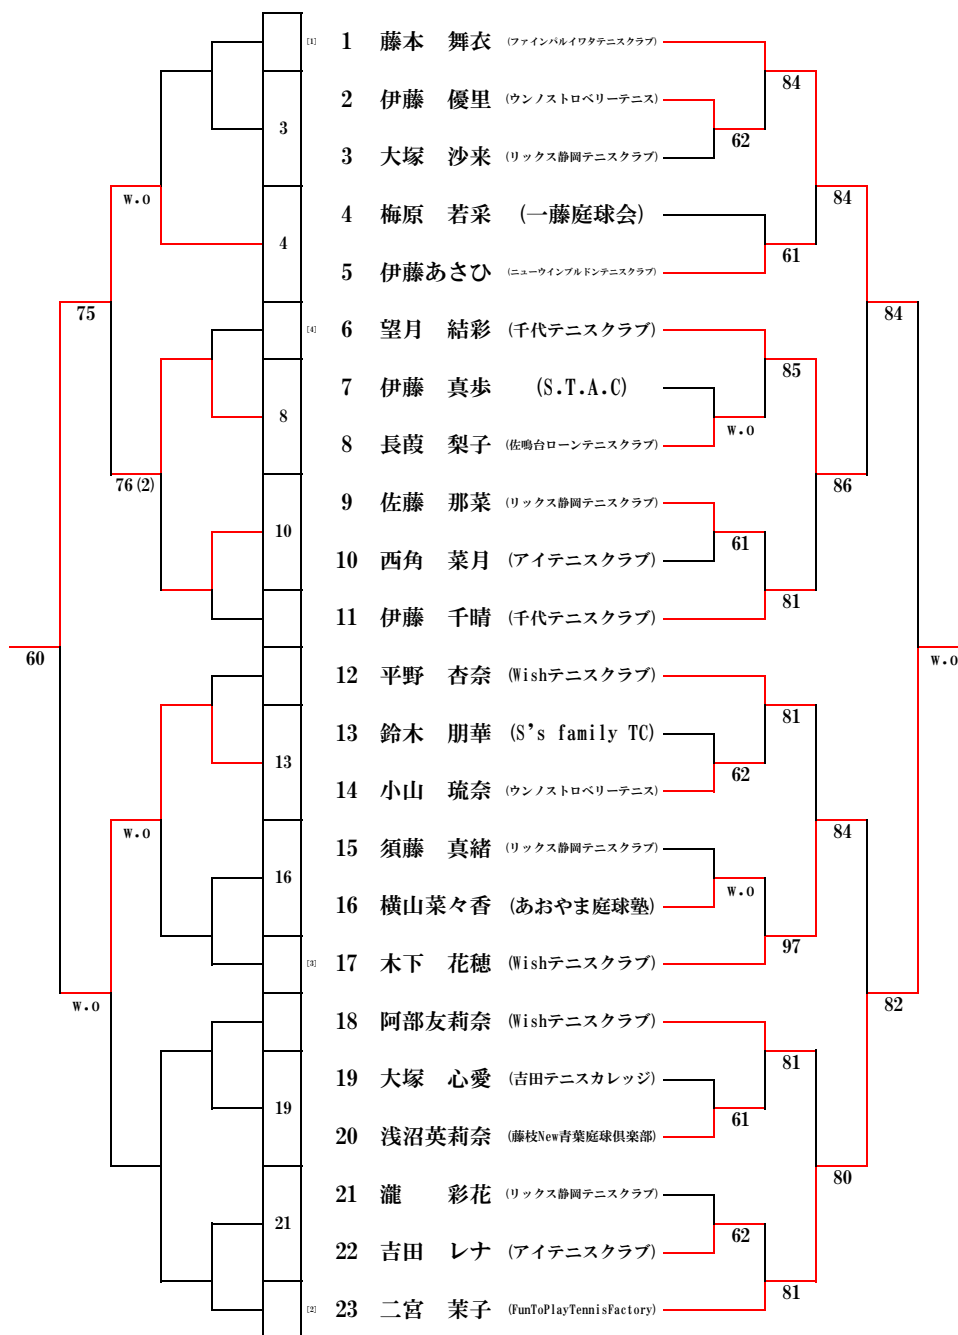 [1] 1 藤本 舞衣 (ファインパルイワタテニスクラブ)
84
2 伊藤 優里 (ウンノストロベリーテニス)
3 62
3 大塚 沙来 (リックス静岡テニスクラブ)
w.o 84
4 梅原 若采 (一藤庭球会)
4 61
5 伊藤あさひ (ニューウインブルドンテニスクラブ)
75 84
[4] 6 望月 結彩 (千代テニスクラブ)
85
7 伊藤 真歩 (S.T.A.C)
8 w.o
8 長葭 梨子 (佐鳴台ローンテニスクラブ)
76(2) 86
9 佐藤 那菜 (リックス静岡テニスクラブ)
10 61
10 西角 菜月 (アイテニスクラブ)
81
11 伊藤 千晴 (千代テニスクラブ)
60 w.o
12 平野 杏奈 (Wishテニスクラブ)
81
13 鈴木 朋華 (S's family TC)
13 62
14 小山 琉奈 (ウンノストロベリーテニス)
w.o 84
15 須藤 真緒 (リックス静岡テニスクラブ)
16 w.o
16 横山菜々香 (あおやま庭球塾)
97
[3] 17 木下 花穂 (Wishテニスクラブ)
w.o 82
18 阿部友莉奈 (Wishテニスクラブ)
81
19 大塚 心愛 (吉田テニスカレッジ)
19 61
20 浅沼英莉奈 (藤枝New青葉庭球倶楽部)
80
21 瀧 彩花 (リックス静岡テニスクラブ)
21 62
22 吉田 レナ (アイテニスクラブ)
81
[2] 23 二宮 茉子 (FunToPlayTennisFactory)